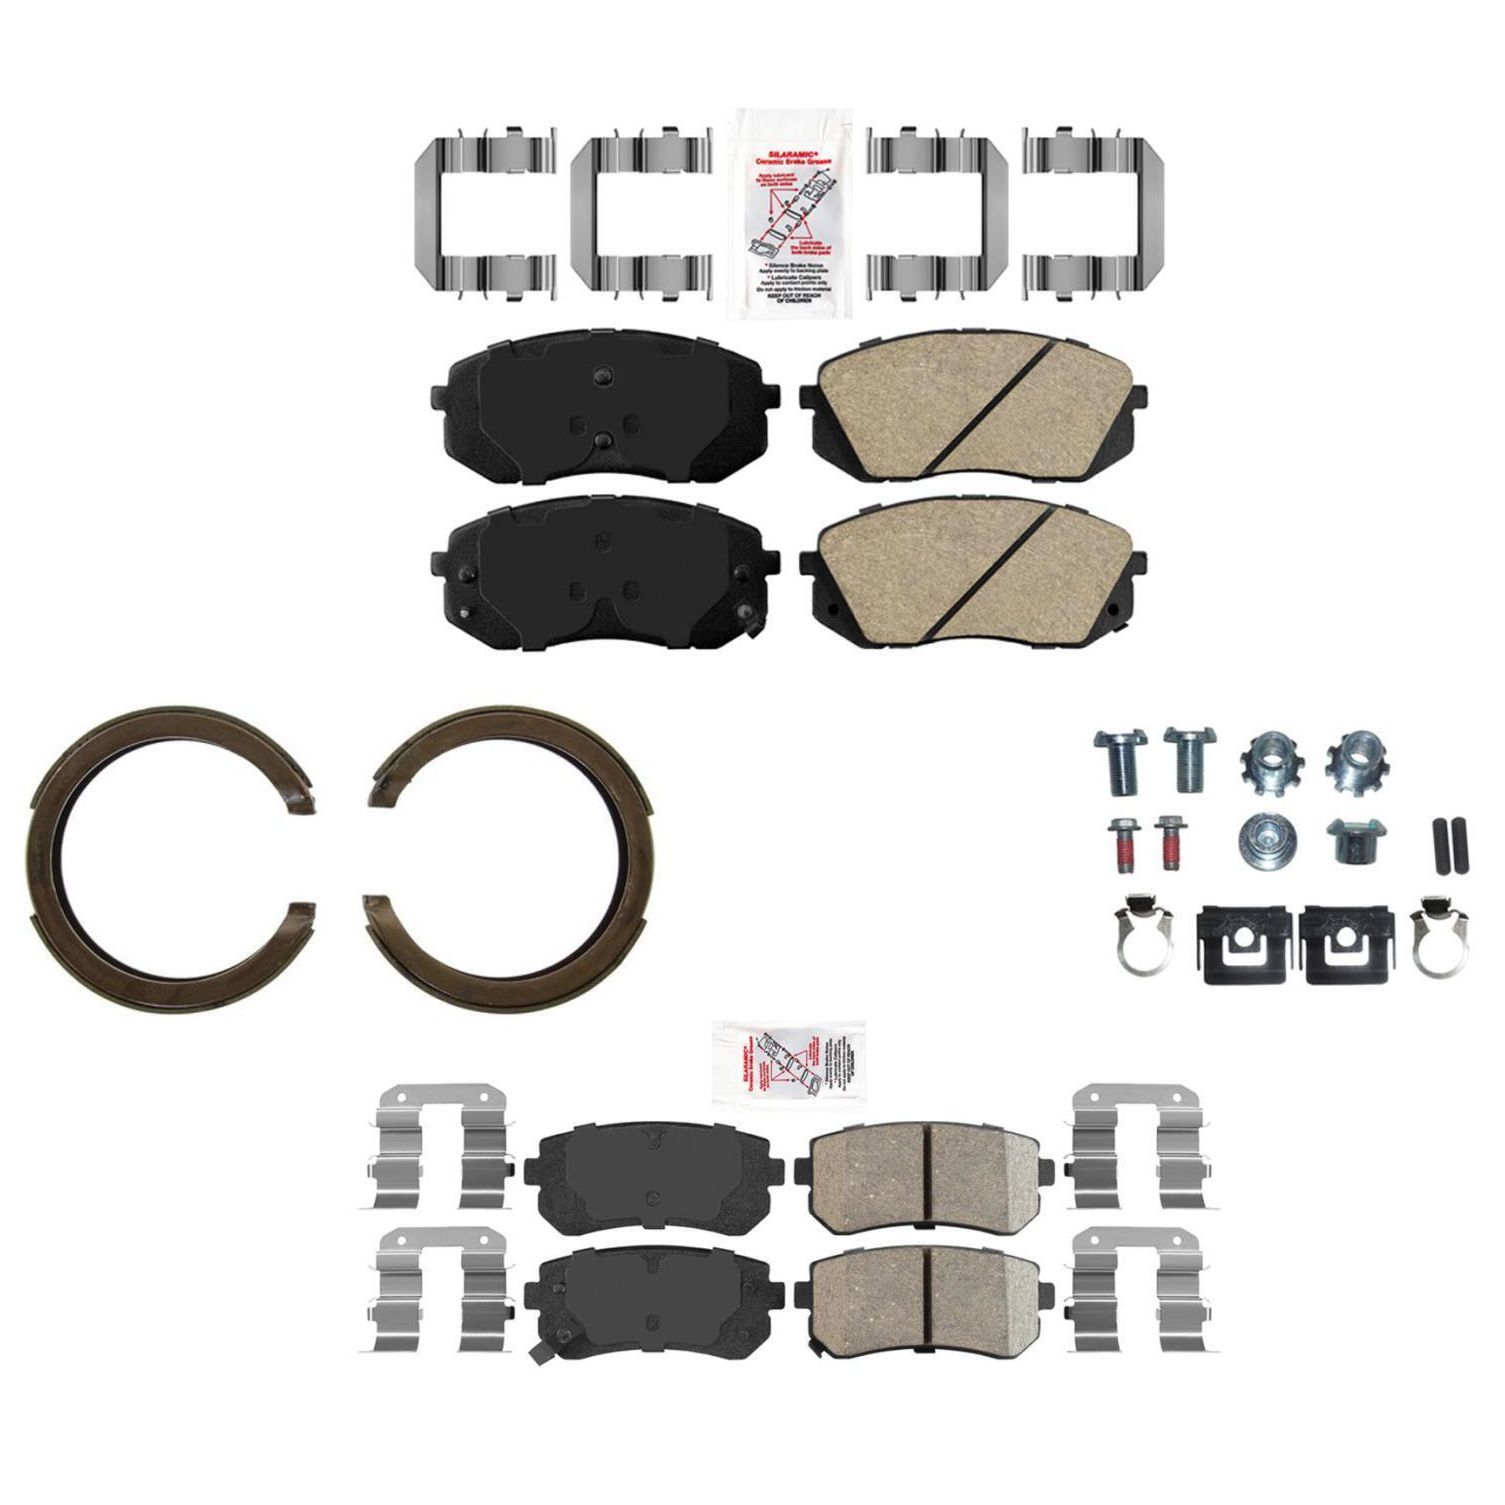 SILARAMIC*
Ceramic Brake Grease
Apply lubricant
to these surfaces
on both sides
Lubricate
the back sides of
both brake pads
* Silence Brake Noise
Apply evenly to backing plate
* Lubricate Calipers
Apply to contact points only
Do not apply to friction material
KEEP OUT OF REACH
OF CHILDREN
SILARAMIC*
Ceramic Brake Grease